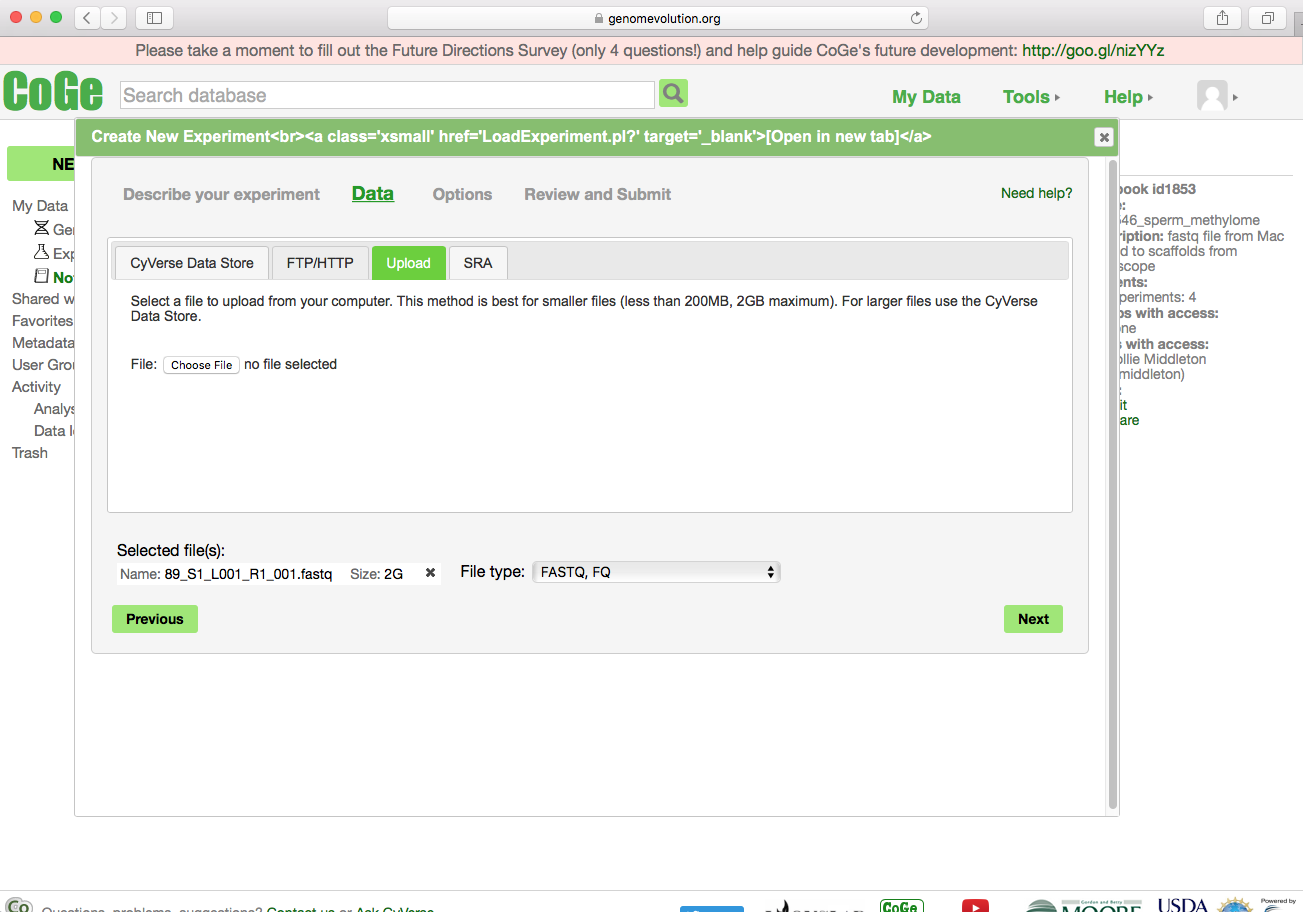 genomevolution.org
Please take a moment to fill out the Future Directions Survey (only 4 questions!) and help guide CoGe's future development: http://goo.gl/nizYYz
CoGe
Search database
My Data
Tools
Help
Create New Experiment<br><a class='xsmall' href='LoadExperiment.pl?' target='_blank'>[Open in new tab]</a>
NE
My Data
Ger
Exp
No
Shared w
Favorites
Metadata
User Grou
Activity
Analys
Data l
Trash
Describe your experiment
Data
Options
Review and Submit
Need help?
CyVerse Data Store
FTP/HTTP
Upload
SRA
Select a file to upload from your computer. This method is best for smaller files (less than 200MB, 2GB maximum). For larger files use the CyVerse
Data Store.
File: Choose File no file selected
Selected file(s):
Name: 89_S1_L001_R1_001.fastq Size: 2G
File type: FASTQ, FQ
Previous
Next
book id1853
e:
46_sperm_methylome
ription: fastq file from Mac
d to scaffolds from
scope
ents:
periments: 4
ps with access:
one
s with access:
ollie Middleton
middleton)
:
it
are
Co
Questions, problems, suggestions? Contact us or Ask CyVerse
CoGe
Gordon and Betty
MOORE
USDA
Powered by